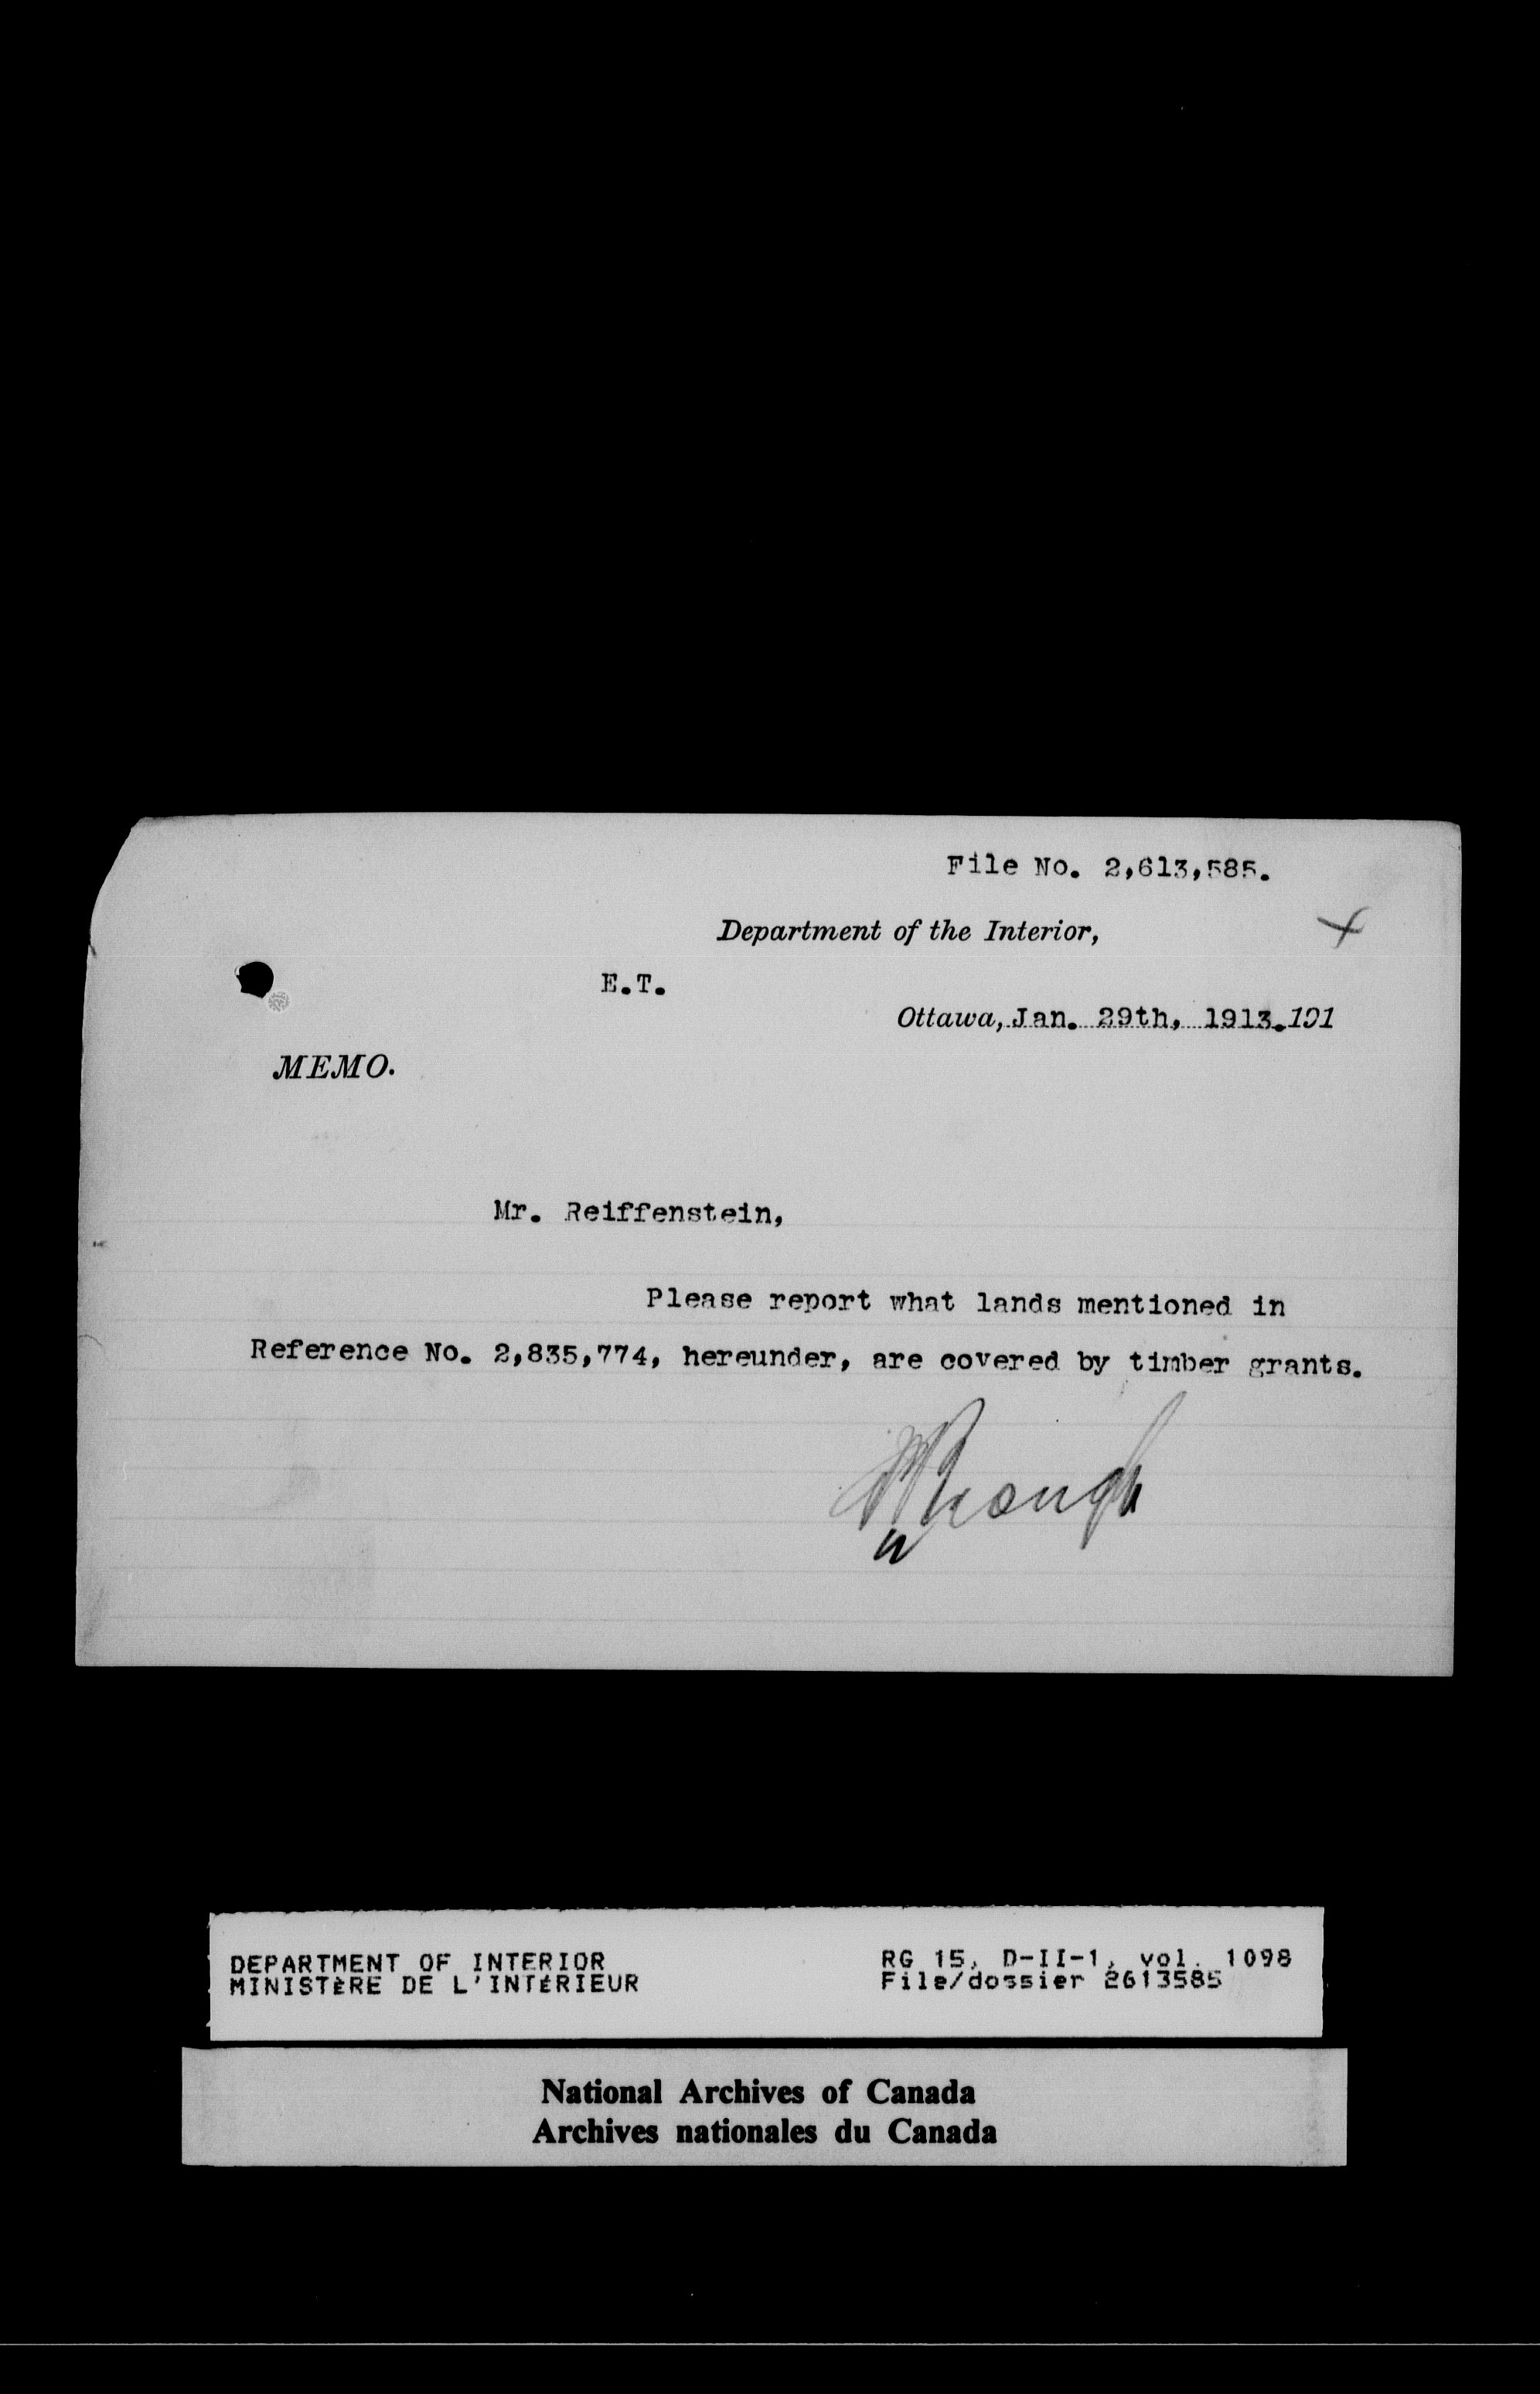 File No. 2,613,585.
Department of the Interior,
E.T.
Ottawa, Jan. 29th, 1913. 191
MEMO.
Mr. Reiffenstein,
Please report what lands mentioned in
Reference No. 2,835,774, hereunder, are covered by timber grants.
DEPARTMENT OF INTERIOR
MINISTÈRE DE L'INTÉRIEUR
RG 15, D-II-1, vol. 1098
File/dossier 2613585
National Archives of Canada
Archives nationales du Canada